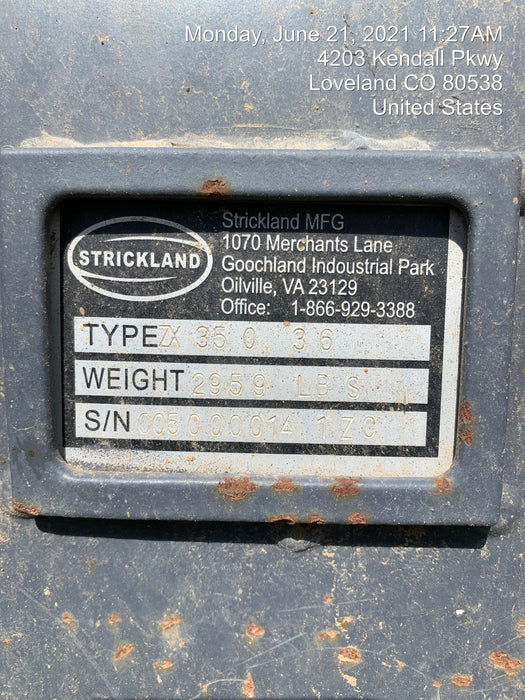 Monday, June 21, 2021 11:27AM
4203 Kendall Pkwy
Loveland CO 80538
United States
STRICKLAND
Strickland MFG
1070 Merchants Lane
Goochland Indoustrial Park
Oilville, VA 23129
Office: 1-866-929-3388
TYPE ZX 350 36
WEIGHT 2959 LBS
S/N 005000014 1ZC